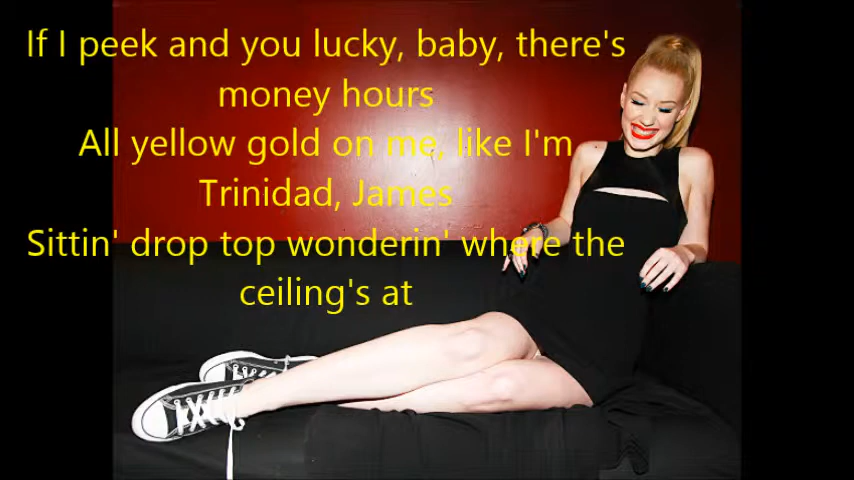 If I peek and you lucky, baby, there's
money hours
All yellow gold on me, like I'm
Trinidad, James
Sittin' drop top wonderin' where the
ceiling's at